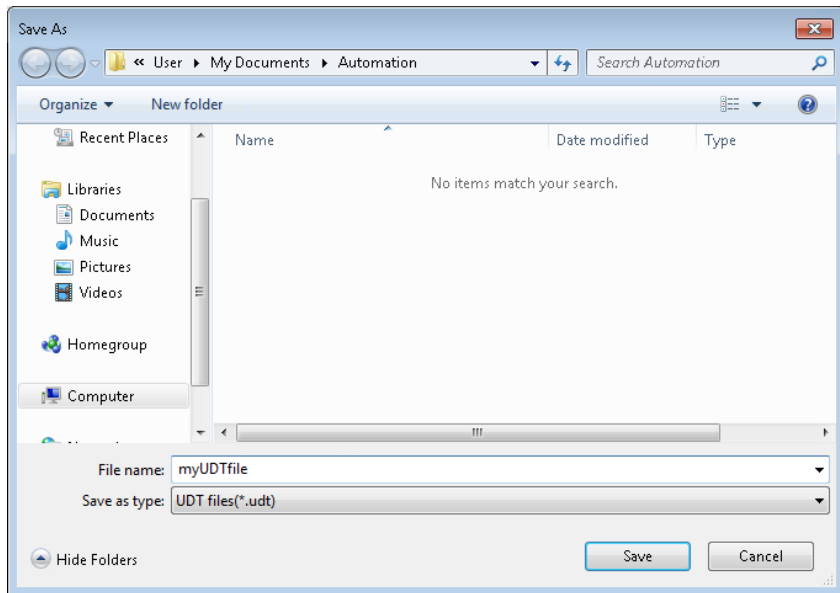 Save As
« User ▸ My Documents ▸ Automation
Search Automation
Organize ▾ New folder
Recent Places
Name Date modified Type
No items match your search.
Libraries
Documents
Music
Pictures
Videos
Homegroup
Computer
File name: myUDTfile
Save as type: UDT files(*.udt)
Hide Folders
Save Cancel